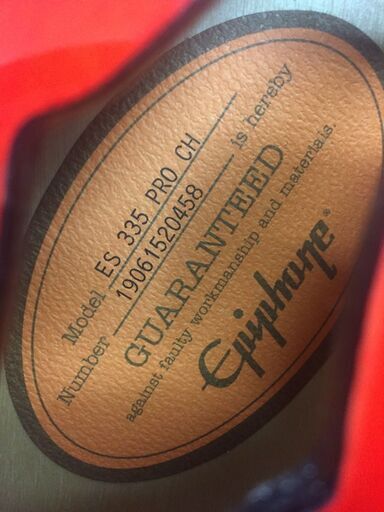 Model ES 335 PRO CH
Number 19061520458 is hereby
GUARANTEED
against faulty workmanship and materials.
Epiphone®